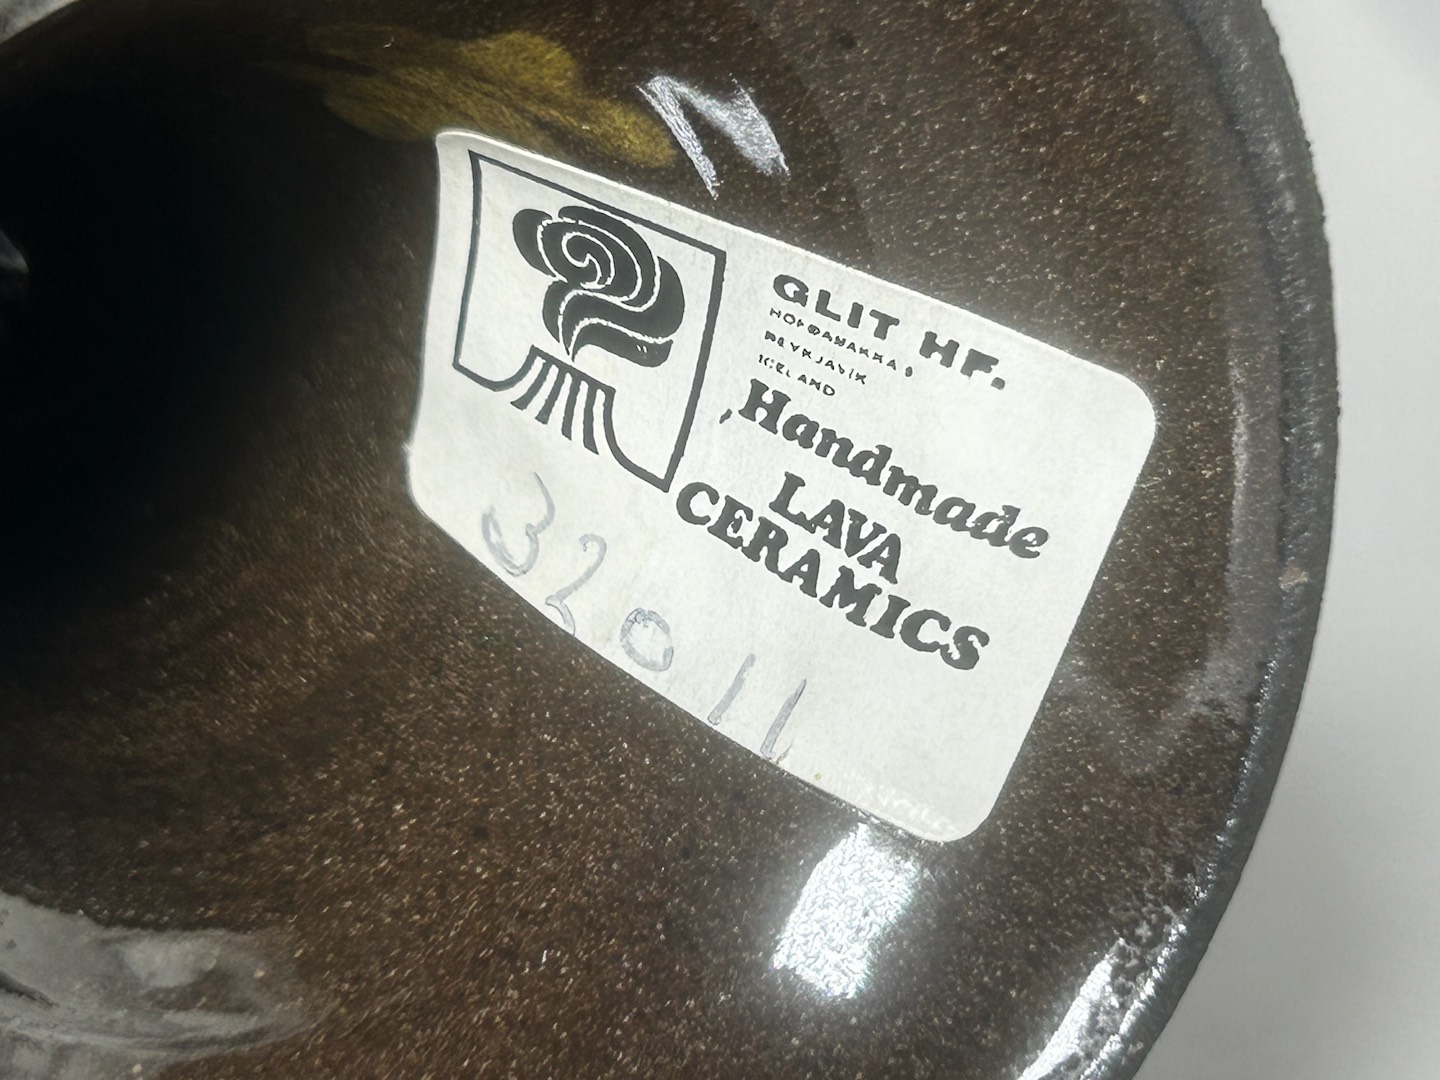 GLIT HF.
REYKJAVIK
ICELAND
Handmade
LAVA
CERAMICS
32011